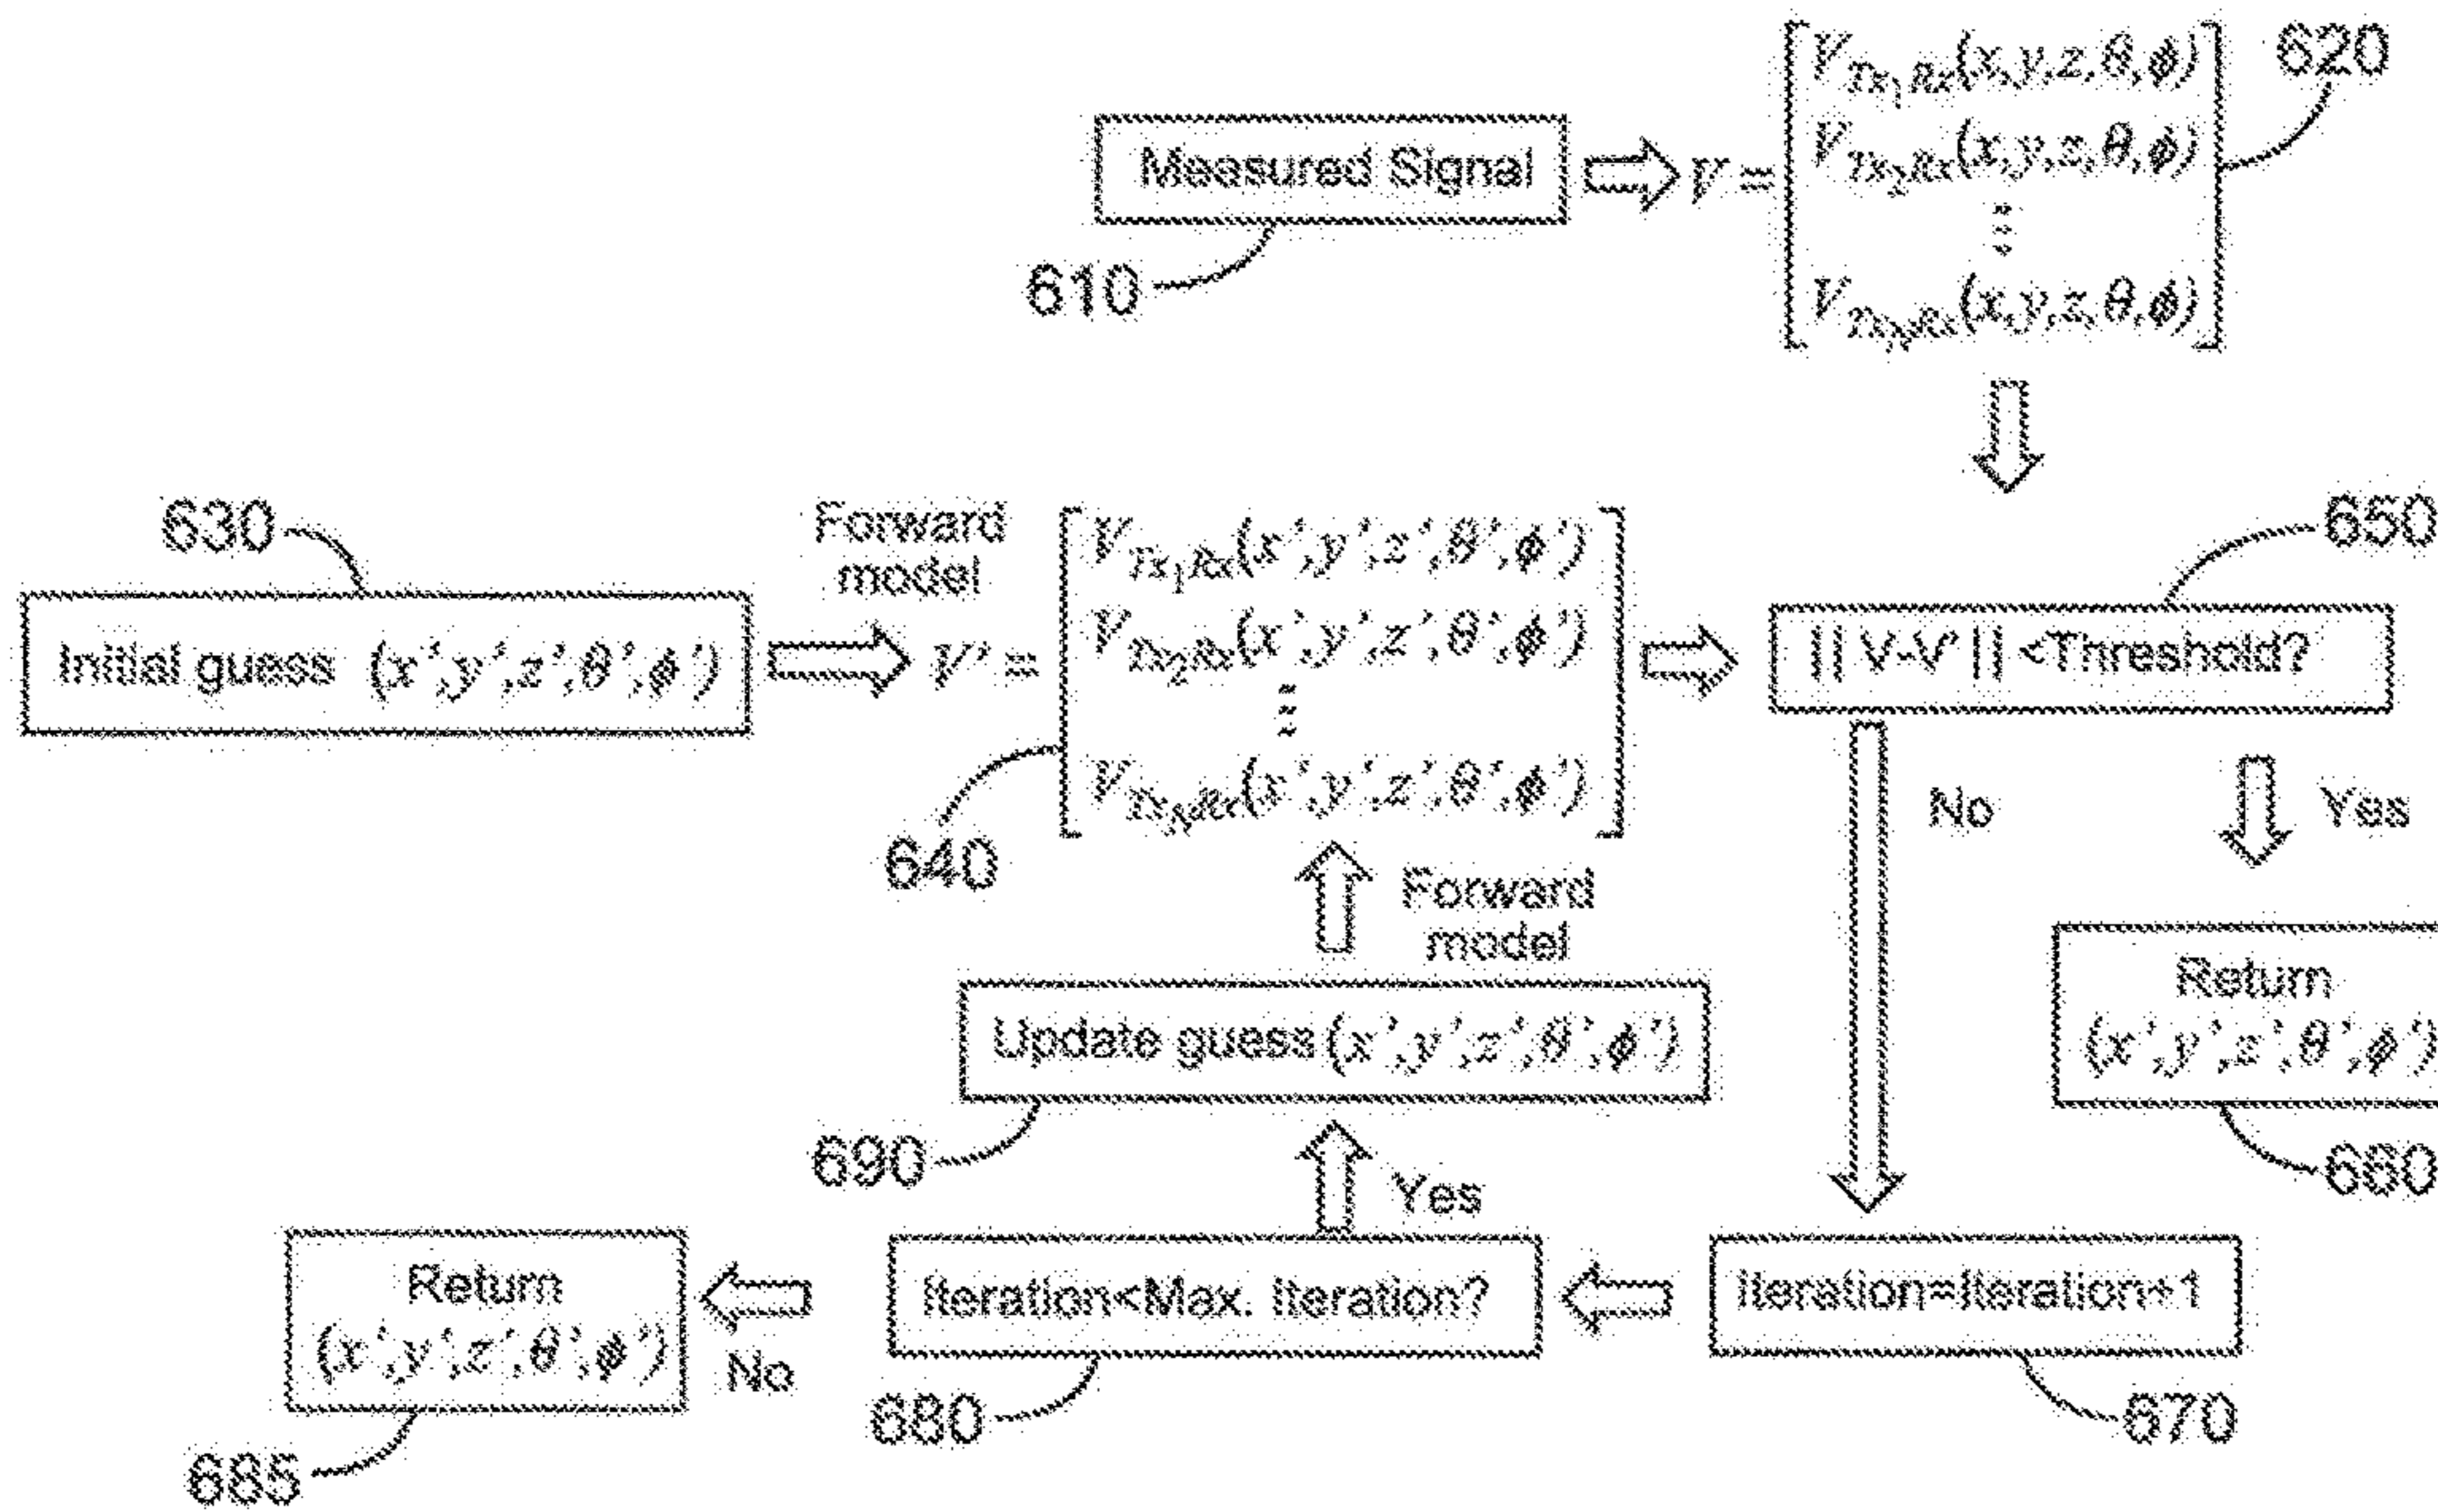 V_{Tx_1Rx}(x,y,z,θ,ϕ)
620
Measured Signal
V =
V_{Tx_2Rx}(x,y,z,θ,ϕ)
⋮
610
V_{Tx_NRx}(x,y,z,θ,ϕ)
630
Forward
model
650
V_{Tx_1Rx}(x',y',z',θ',ϕ')
Initial guess (x',y',z',θ',ϕ')
V' =
V_{Tx_2Rx}(x',y',z',θ',ϕ')
|| V-V' || <Threshold?
⋮
V_{Tx_NRx}(x',y',z',θ',ϕ')
No
Yes
640
Forward
model
Return
(x',y',z',θ',ϕ')
Update guess (x',y',z',θ',ϕ')
690
Yes
660
Return
(x',y',z',θ',ϕ')
No
Iteration<Max. Iteration?
Iteration=Iteration+1
680
670
685